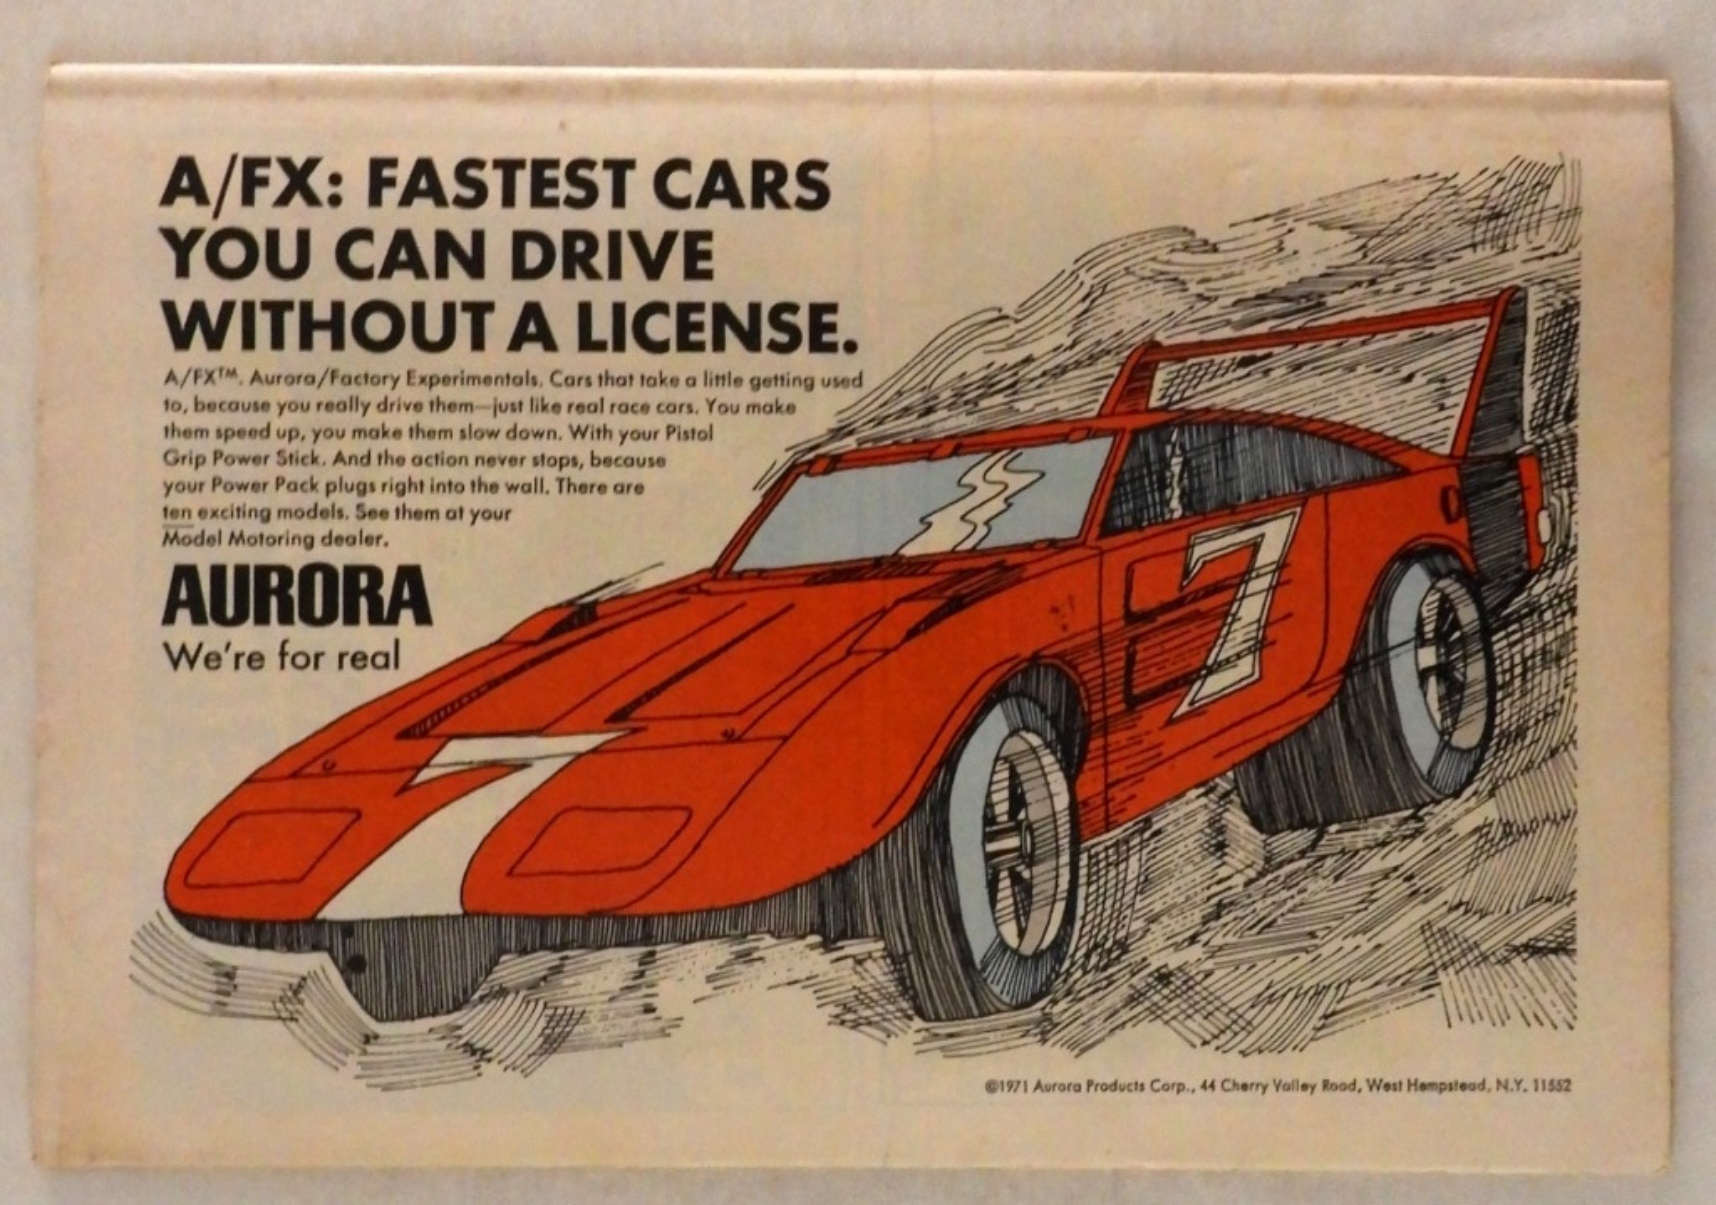 A/FX: FASTEST CARS
YOU CAN DRIVE
WITHOUT A LICENSE.
A/FX™. Aurora/Factory Experimentals. Cars that take a little getting used
to, because you really drive them—just like real race cars. You make
them speed up, you make them slow down. With your Pistol
Grip Power Stick. And the action never stops, because
your Power Pack plugs right into the wall. There are
ten exciting models. See them at your
Model Motoring dealer.
AURORA
We're for real
7
7
©1971 Aurora Products Corp., 44 Cherry Valley Road, West Hempstead, N.Y. 11552